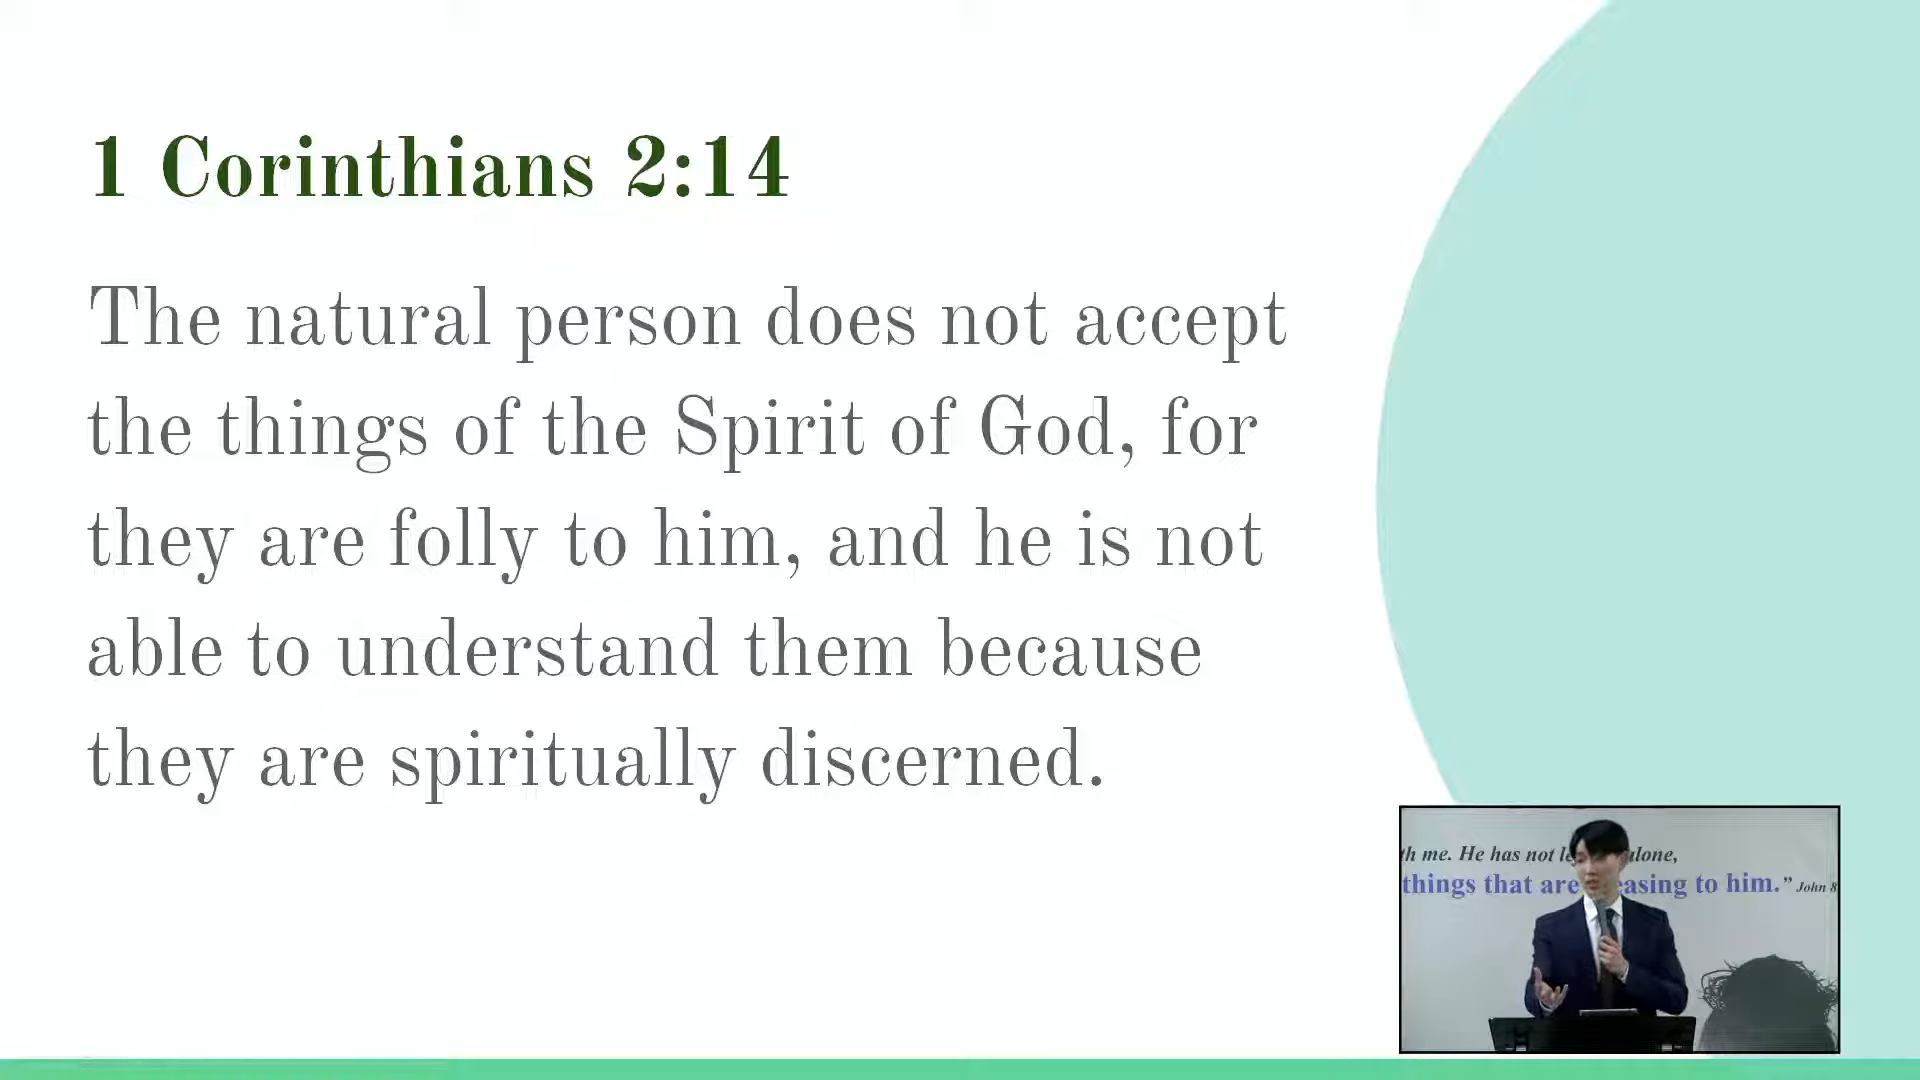 1 Corinthians 2:14
The natural person does not accept
the things of the Spirit of God, for
they are folly to him, and he is not
able to understand them because
they are spiritually discerned.
me. He has not alone,
things that are to him.” John 8